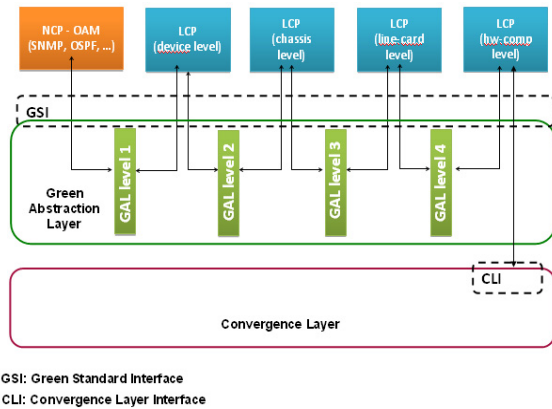 NCP - OAM
(SNMP, OSPF, ...)
LCP
(device level)
LCP
(chassis
level)
LCP
(line-card
level)
LCP
(hw-comp
level)
GSI
GAL level 1
GAL level 2
GAL level 3
GAL level 4
Green
Abstraction
Layer
CLI
Convergence Layer
GSI: Green Standard Interface
CLI: Convergence Layer Interface